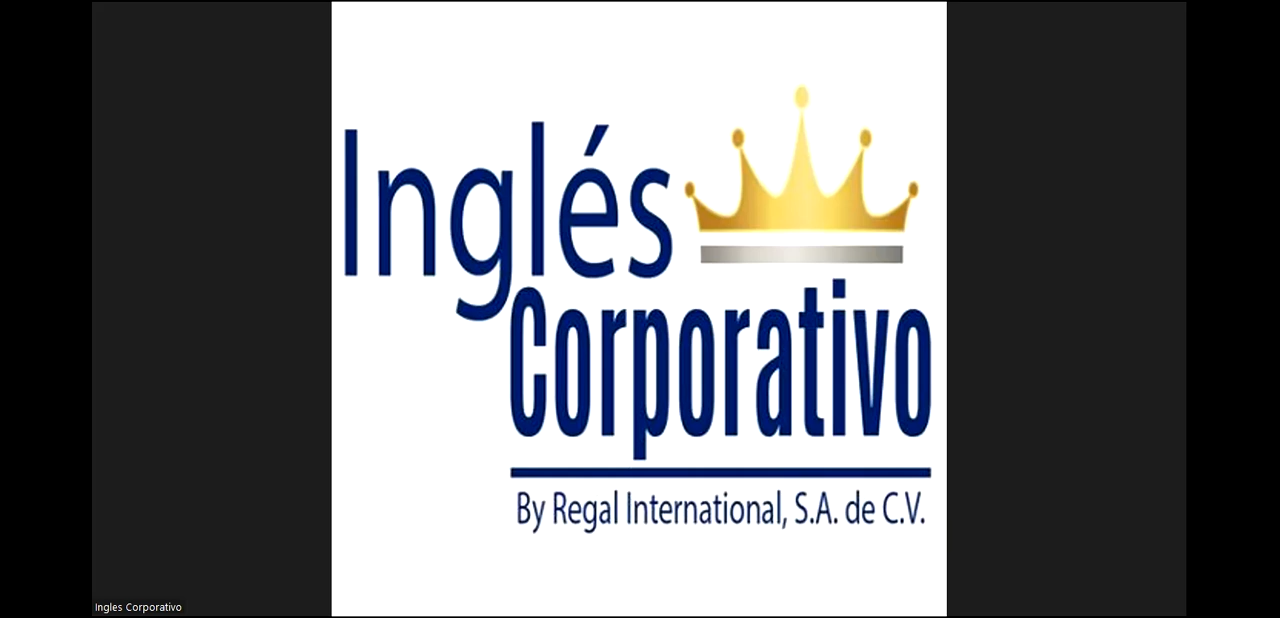 Inglés
Corporativo
By Regal International, S.A. de C.V.
Ingles Corporativo